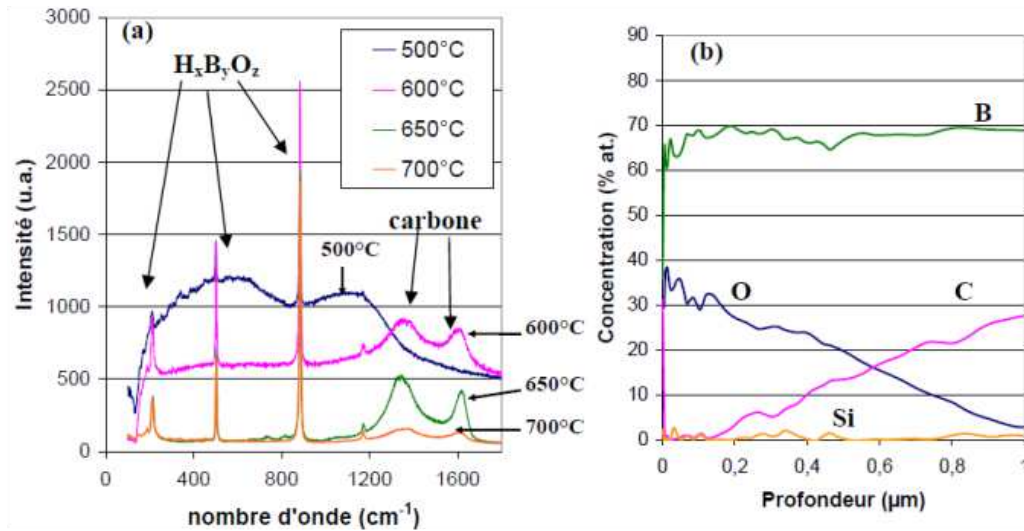 (a)
3000
2500
2000
1500
1000
500
0
Intensité (u.a.)
0 400 800 1200 1600
nombre d'onde (cm-1)
HxByOz
500°C
600°C
650°C
700°C
carbone
500°C
600°C
650°C
700°C
(b)
90
80
70
60
50
40
30
20
10
0
Concentration (% at.)
B
O
C
Si
0 0,2 0,4 0,6 0,8 1
Profondeur (µm)